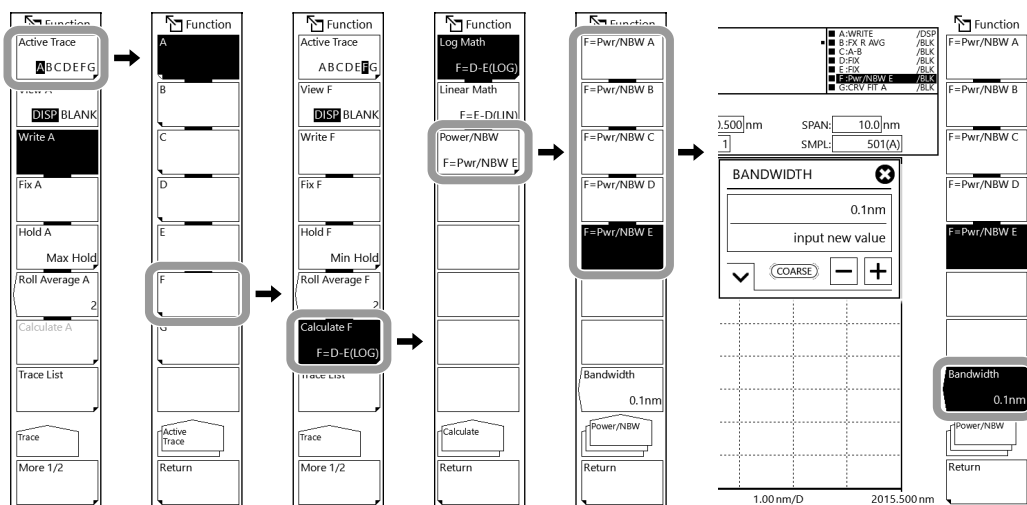 Function
Active Trace
ABCDEFG
View A
DISP BLANK
Write A
Fix A
Hold A
Max Hold
Roll Average A
2
Calculate A
Trace List
Trace
More 1/2
Function
A
B
C
D
E
F
G
Active
Trace
Return
Function
Active Trace
ABCDEFG
View F
DISP BLANK
Write F
Fix F
Hold F
Min Hold
Roll Average F
2
Calculate F
F=D-E(LOG)
Trace List
Trace
More 1/2
Function
Log Math
F=D-E(LOG)
Linear Math
F=E-D(LIN)
Power/NBW
F=Pwr/NBW E
Calculate
Return
Function
F=Pwr/NBW A
F=Pwr/NBW B
F=Pwr/NBW C
F=Pwr/NBW D
F=Pwr/NBW E
Bandwidth
0.1nm
Power/NBW
Return
A:WRITE /DSP
B:FX R AVG /BLK
C:A-B /BLK
D:FIX /BLK
E:FIX /BLK
F:Pwr/NBW E /BLK
G:CRV FIT A /BLK
.500 nm SPAN: 10.0 nm
1 SMPL: 501(A)
BANDWIDTH
0.1nm
input new value
COARSE
1.00 nm/D 2015.500 nm
Function
F=Pwr/NBW A
F=Pwr/NBW B
F=Pwr/NBW C
F=Pwr/NBW D
F=Pwr/NBW E
Bandwidth
0.1nm
Power/NBW
Return